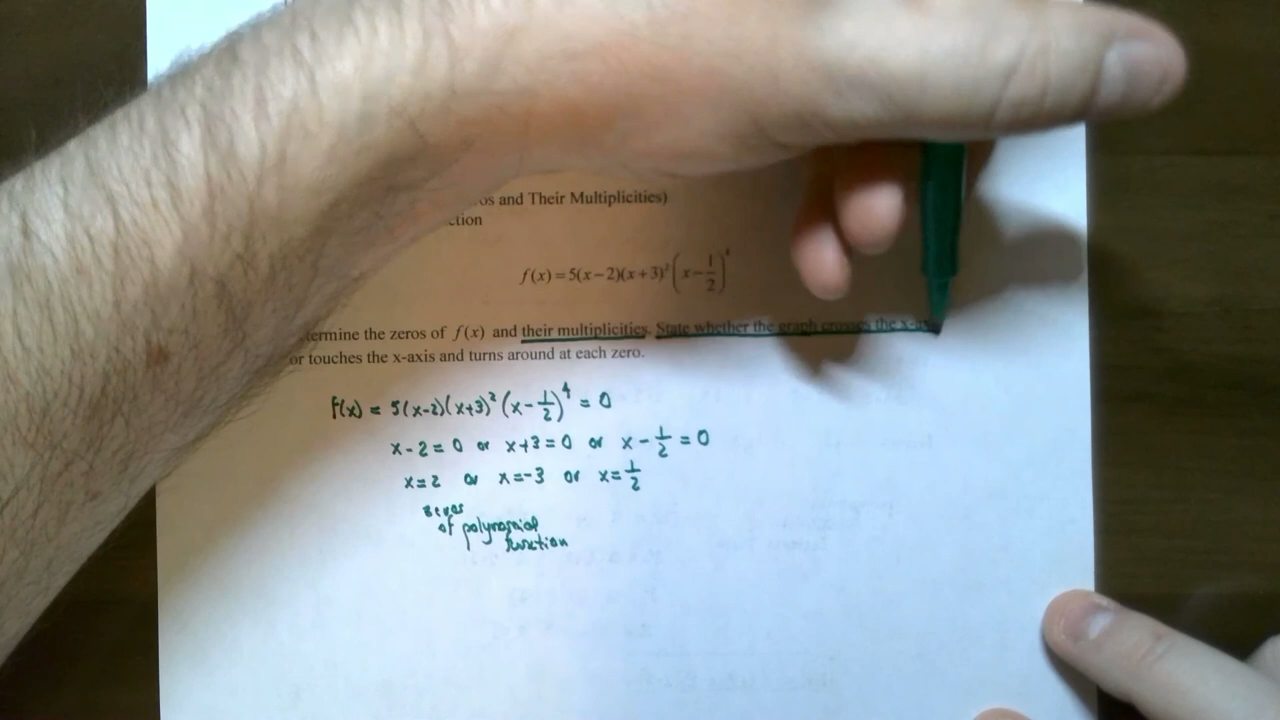 and Their Multiplicities)
f(x) = 5(x−2)(x+3)²(x−1/2)⁴
the zeros of f(x) and their multiplicities. State whether the graph crosses the
or touches the x-axis and turns around at each zero.
f(x) = 5(x-2)(x+3)²(x-1/2)⁴ = 0
x-2=0 or x+3=0 or x-1/2=0
x=2 or x=-3 or x=1/2
zeros
of polynomial
function